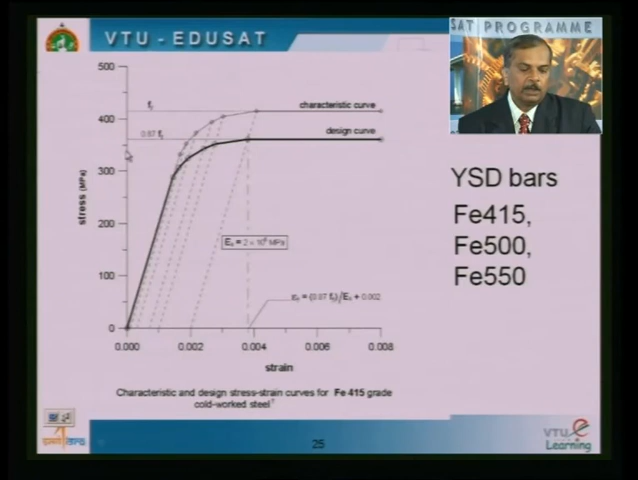 VTU - EDUSAT
SAT PROGRAMME
500
400
300
200
100
0
stress (MPa)
fy
0.87 fy
characteristic curve
design curve
Es = 2 × 10⁵ MPa
εy = (0.87 fy)/Es + 0.002
0.000
0.002
0.004
0.006
0.008
strain
Characteristic and design stress-strain curves for Fe 415 grade
cold-worked steel
YSD bars
Fe415,
Fe500,
Fe550
25
VTU e
Learning